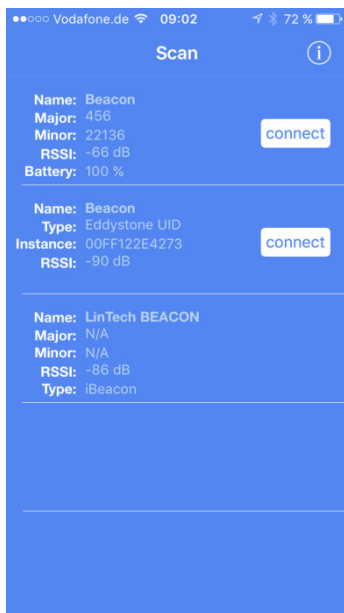 ●●○○○ Vodafone.de 09:02 72 %
Scan i
Name: Beacon
Major: 456
Minor: 22136
RSSI: -66 dB
Battery: 100 %
connect
Name: Beacon
Type: Eddystone UID
Instance: 00FF122E4273
RSSI: -90 dB
connect
Name: LinTech BEACON
Major: N/A
Minor: N/A
RSSI: -86 dB
Type: iBeacon